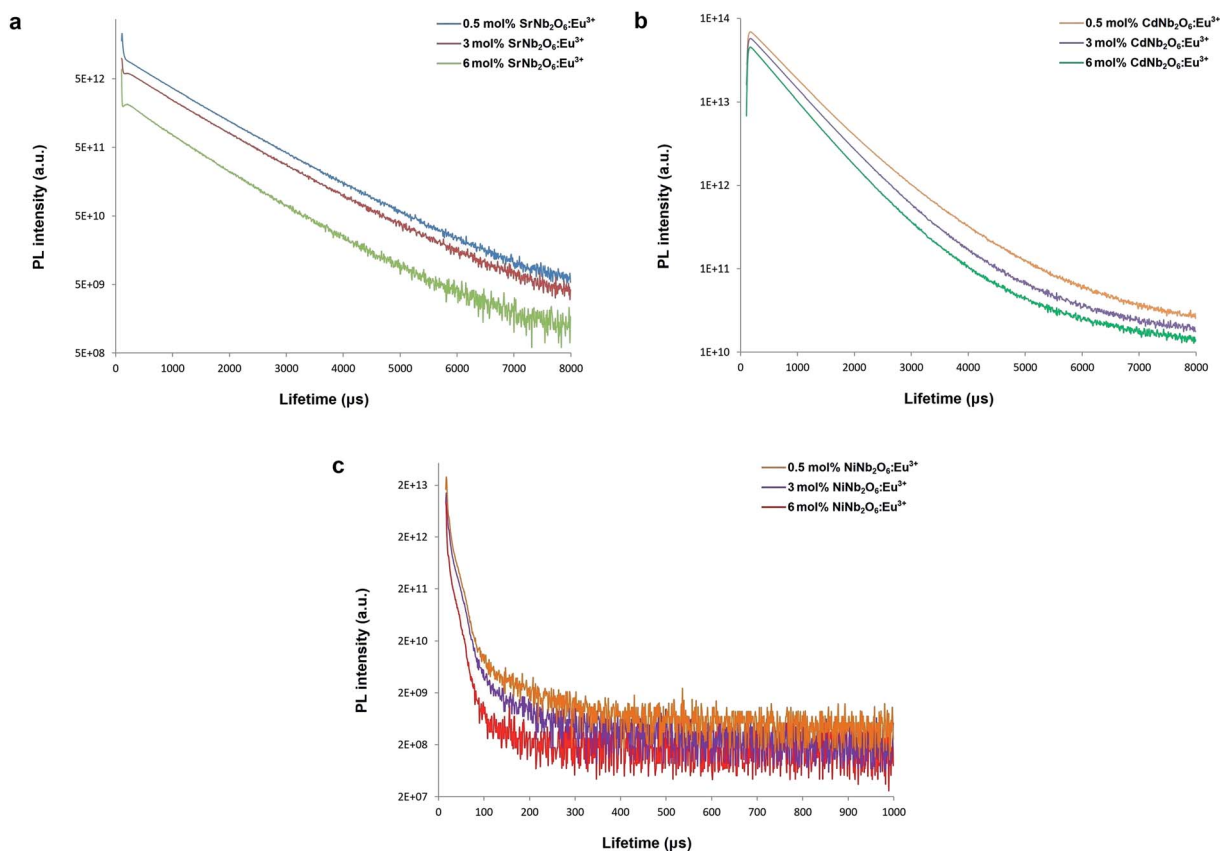 a
0.5 mol% SrNb₂O₆:Eu³⁺
3 mol% SrNb₂O₆:Eu³⁺
6 mol% SrNb₂O₆:Eu³⁺
PL intensity (a.u.)
5E+12
5E+11
5E+10
5E+09
5E+08
0 1000 2000 3000 4000 5000 6000 7000 8000
Lifetime (µs)
b
0.5 mol% CdNb₂O₆:Eu³⁺
3 mol% CdNb₂O₆:Eu³⁺
6 mol% CdNb₂O₆:Eu³⁺
PL intensity (a.u.)
1E+14
1E+13
1E+12
1E+11
1E+10
0 1000 2000 3000 4000 5000 6000 7000 8000
Lifetime (µs)
c
0.5 mol% NiNb₂O₆:Eu³⁺
3 mol% NiNb₂O₆:Eu³⁺
6 mol% NiNb₂O₆:Eu³⁺
PL intensity (a.u.)
2E+13
2E+12
2E+11
2E+10
2E+09
2E+08
2E+07
0 100 200 300 400 500 600 700 800 900 1000
Lifetime (µs)